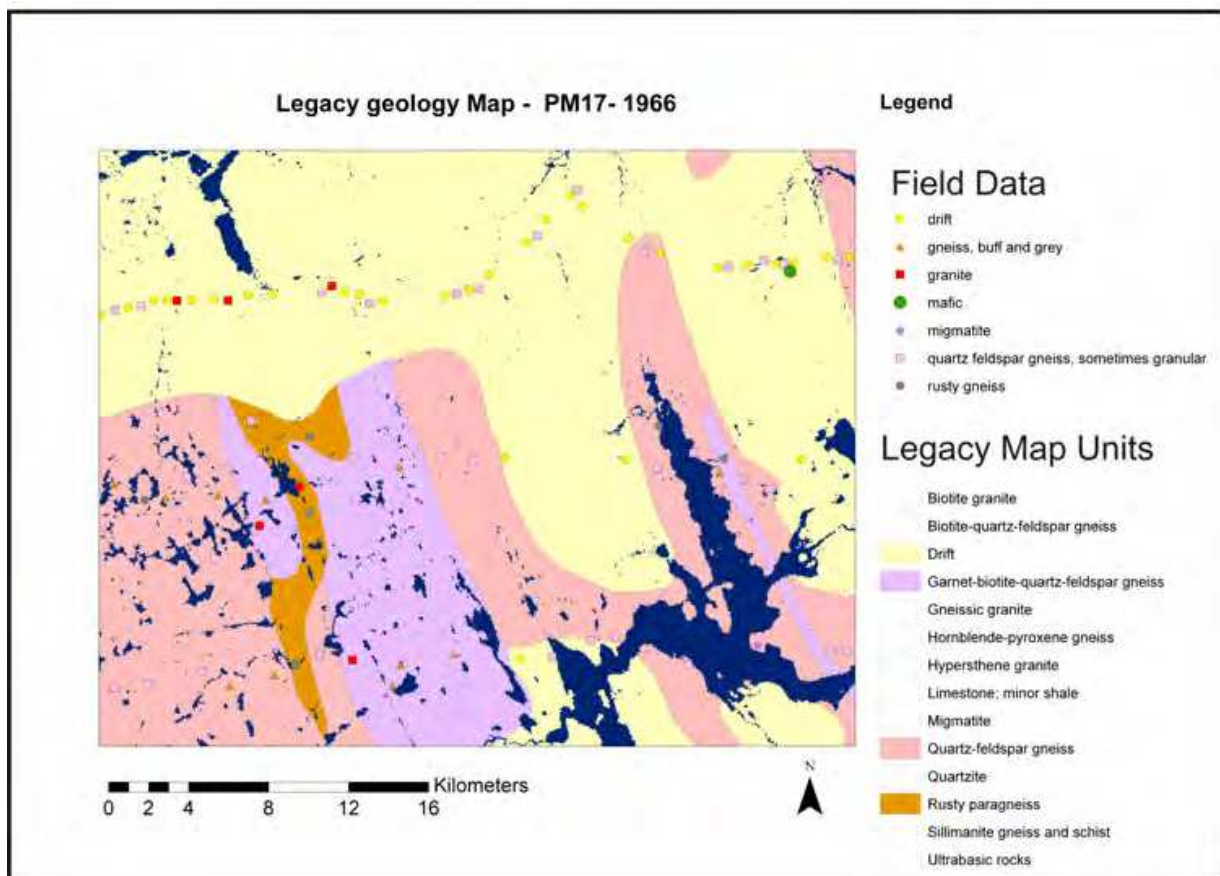 Legacy geology Map - PM17- 1966
Legend
Field Data
drift
gneiss, buff and grey
granite
mafic
migmatite
quartz feldspar gneiss, sometimes granular
rusty gneiss
Legacy Map Units
Biotite granite
Biotite-quartz-feldspar gneiss
Drift
Garnet-biotite-quartz-feldspar gneiss
Gneissic granite
Hornblende-pyroxene gneiss
Hypersthene granite
Limestone; minor shale
Migmatite
Quartz-feldspar gneiss
Quartzite
Rusty paragneiss
Sillimanite gneiss and schist
Ultrabasic rocks
Kilometers
0 2 4 8 12 16
N